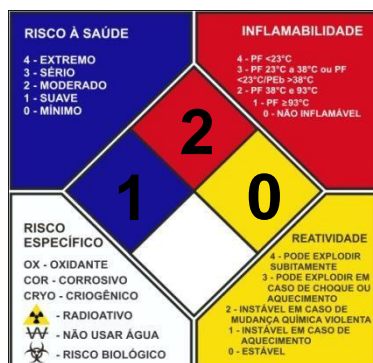 RISCO À SAÚDE
4 - EXTREMO
3 - SÉRIO
2 - MODERADO
1 - SUAVE
0 - MÍNIMO
INFLAMABILIDADE
4 - PF <23°C
3 - PF 23°C a 38°C ou PF
<23°C/PEb >38°C
2 - PF 38°C e 93°C
1 - PF ≥93°C
0 - NÃO INFLAMÁVEL
2
1
0
RISCO
ESPECÍFICO
OX - OXIDANTE
COR - CORROSIVO
CRYO - CRIOGÊNICO
- RADIOATIVO
W - NÃO USAR ÁGUA
- RISCO BIOLÓGICO
REATIVIDADE
4 - PODE EXPLODIR
SUBITAMENTE
3 - PODE EXPLODIR EM
CASO DE CHOQUE OU
AQUECIMENTO
2 - INSTÁVEL EM CASO DE
MUDANÇA QUÍMICA VIOLENTA
1 - INSTÁVEL EM CASO DE
AQUECIMENTO
0 - ESTÁVEL